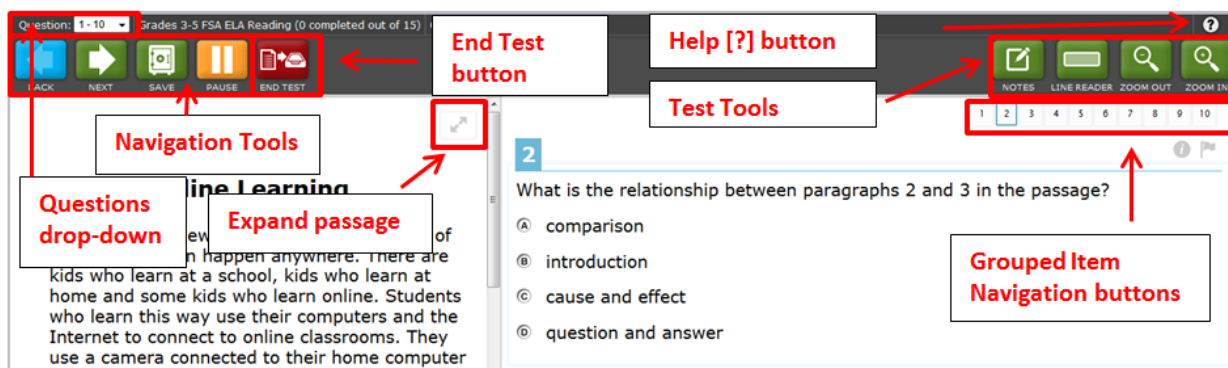 Question: 1 - 10 Grades 3-5 FSA ELA Reading (0 completed out of 15)
BACK NEXT SAVE PAUSE END TEST
End Test
button
Help [?] button
?
NOTES LINE READER ZOOM OUT ZOOM IN
Test Tools
1 2 3 4 5 6 7 8 9 10
Navigation Tools
Questions
drop-down
Expand passage
Grouped Item
Navigation buttons
Learning
of
happen anywhere. There are
kids who learn at a school, kids who learn at
home and some kids who learn online. Students
who learn this way use their computers and the
Internet to connect to online classrooms. They
use a camera connected to their home computer
2
What is the relationship between paragraphs 2 and 3 in the passage?
A comparison
B introduction
C cause and effect
D question and answer